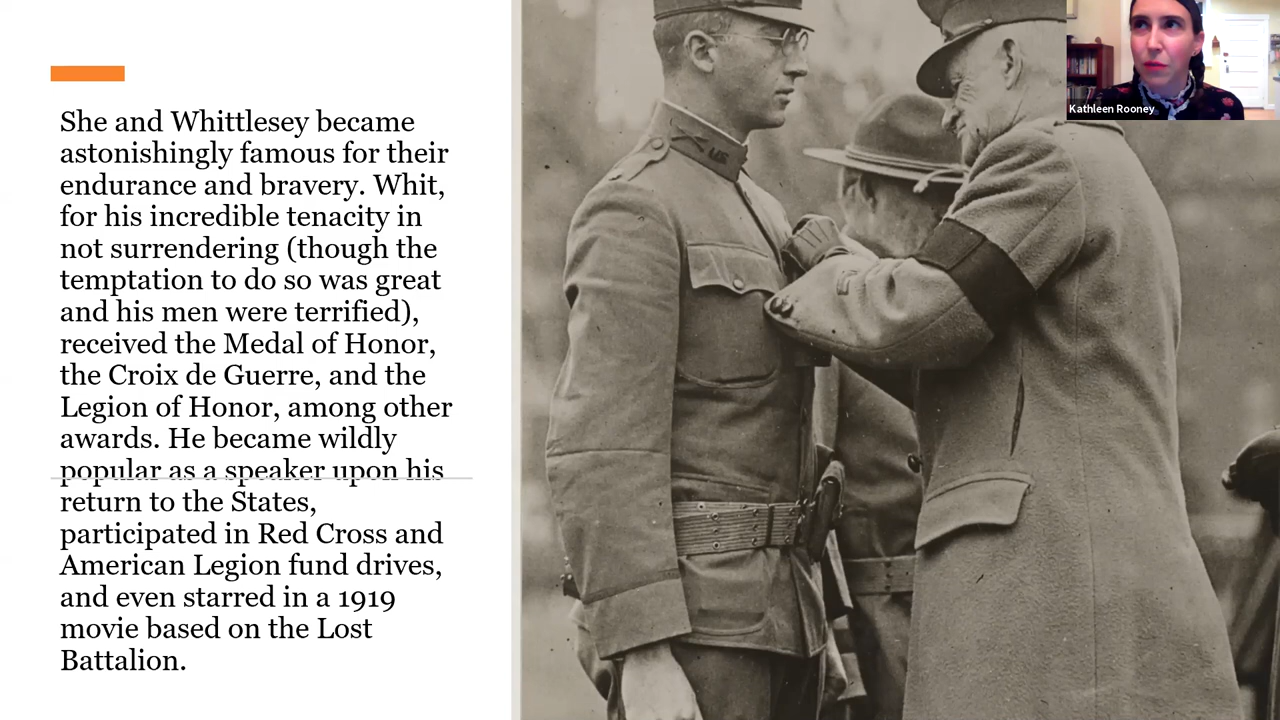 She and Whittlesey became
astonishingly famous for their
endurance and bravery. Whit,
for his incredible tenacity in
not surrendering (though the
temptation to do so was great
and his men were terrified),
received the Medal of Honor,
the Croix de Guerre, and the
Legion of Honor, among other
awards. He became wildly
popular as a speaker upon his
return to the States,
participated in Red Cross and
American Legion fund drives,
and even starred in a 1919
movie based on the Lost
Battalion.
US
Kathleen Rooney